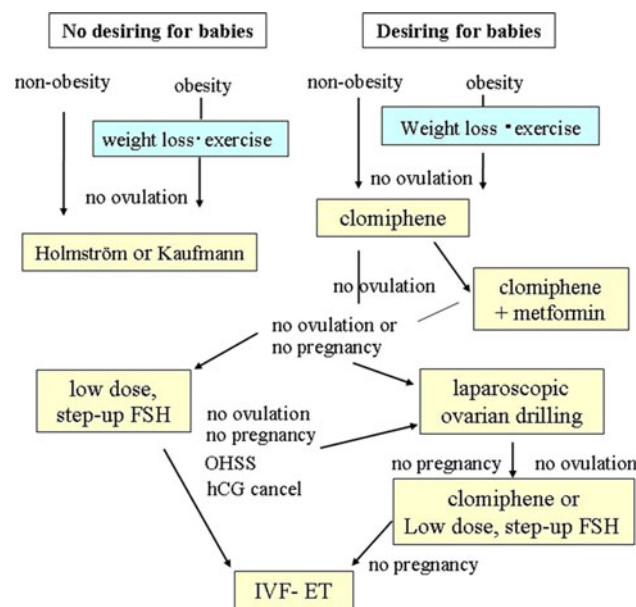 No desiring for babies
Desiring for babies
non-obesity
obesity
non-obesity
obesity
weight loss・exercise
Weight loss ・exercise
no ovulation
no ovulation
clomiphene
Holmström or Kaufmann
no ovulation
clomiphene
+ metformin
no ovulation or
no pregnancy
low dose,
step-up FSH
laparoscopic
ovarian drilling
no ovulation
no pregnancy
OHSS
hCG cancel
no pregnancy
no ovulation
clomiphene or
Low dose, step-up FSH
no pregnancy
IVF- ET